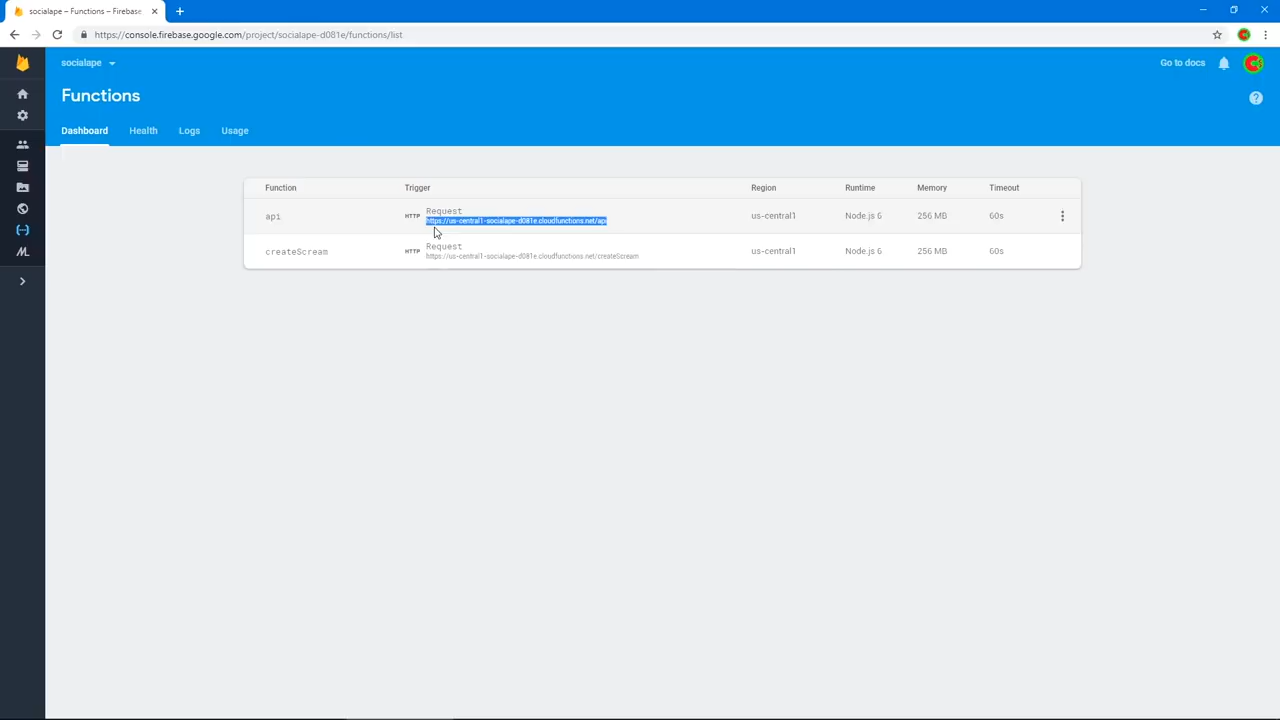 socialape – Functions – Firebase
https://console.firebase.google.com/project/socialape-d081e/functions/list
socialape
Go to docs
Functions
Dashboard Health Logs Usage
Function Trigger Region Runtime Memory Timeout
api HTTP Request us-central1 Node.js 6 256 MB 60s
https://us-central1-socialape-d081e.cloudfunctions.net/api
createScream HTTP Request us-central1 Node.js 6 256 MB 60s
https://us-central1-socialape-d081e.cloudfunctions.net/createScream